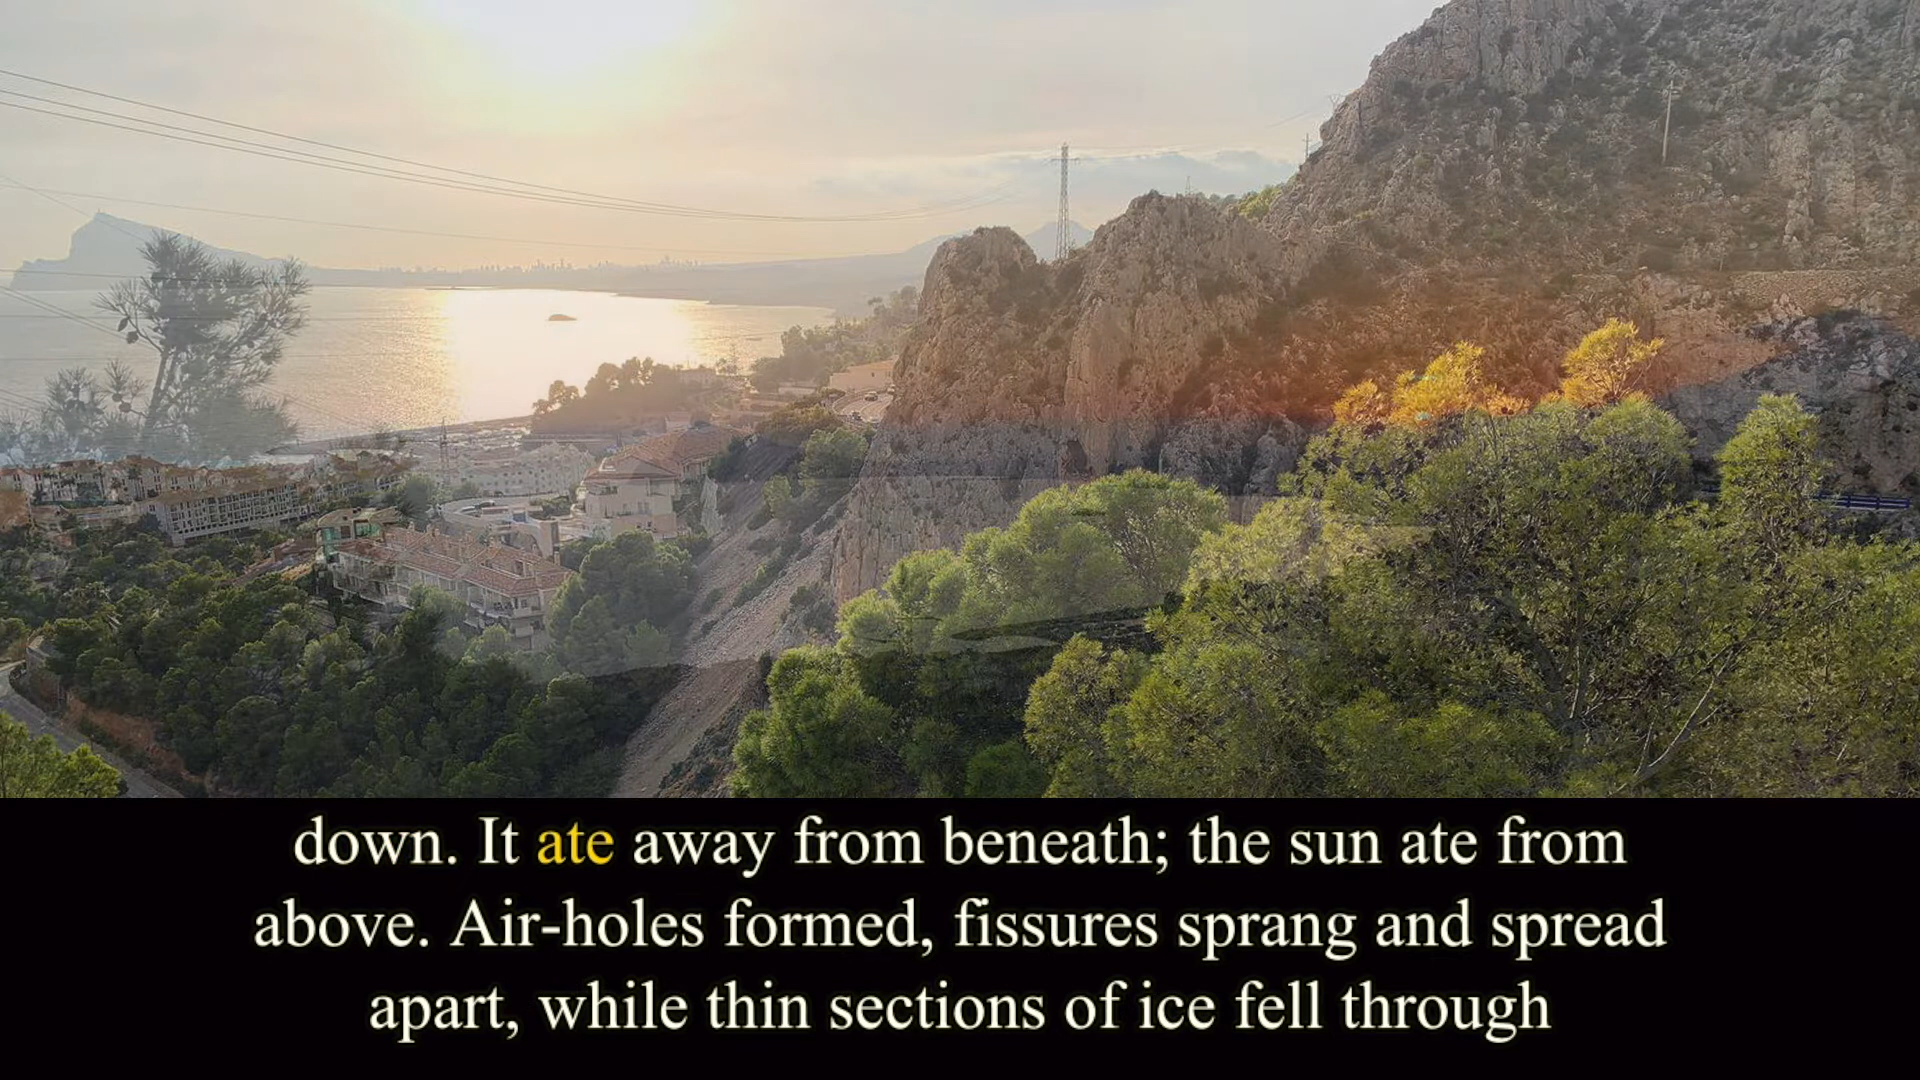 down. It ate away from beneath; the sun ate from
above. Air-holes formed, fissures sprang and spread
apart, while thin sections of ice fell through